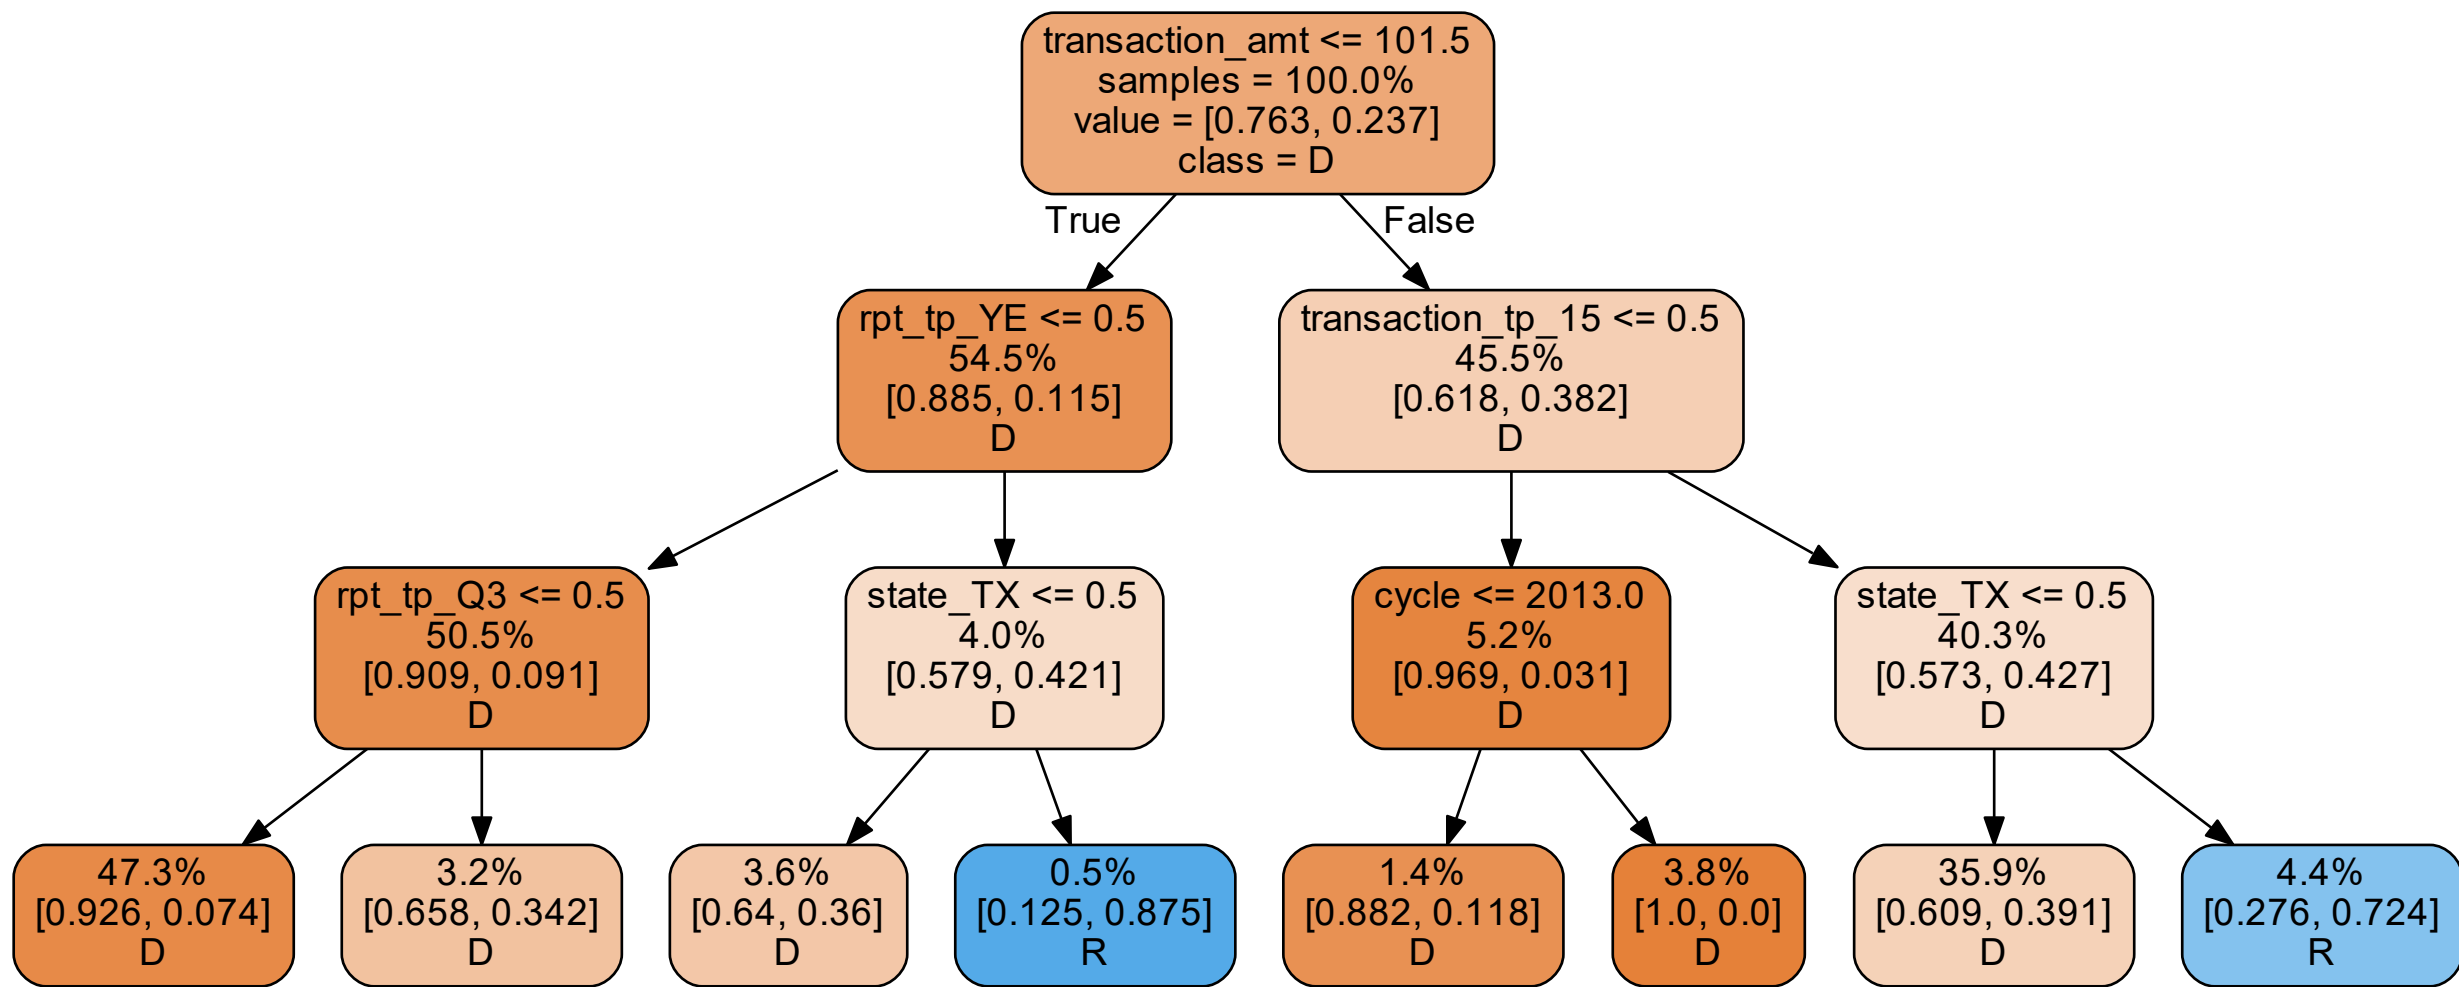 transaction_amt <= 101.5
samples = 100.0%
value = [0.763, 0.237]
class = D
True
False
rpt_tp_YE <= 0.5
54.5%
[0.885, 0.115]
D
transaction_tp_15 <= 0.5
45.5%
[0.618, 0.382]
D
rpt_tp_Q3 <= 0.5
50.5%
[0.909, 0.091]
D
state_TX <= 0.5
4.0%
[0.579, 0.421]
D
cycle <= 2013.0
5.2%
[0.969, 0.031]
D
state_TX <= 0.5
40.3%
[0.573, 0.427]
D
47.3%
[0.926, 0.074]
D
3.2%
[0.658, 0.342]
D
3.6%
[0.64, 0.36]
D
0.5%
[0.125, 0.875]
R
1.4%
[0.882, 0.118]
D
3.8%
[1.0, 0.0]
D
35.9%
[0.609, 0.391]
D
4.4%
[0.276, 0.724]
R